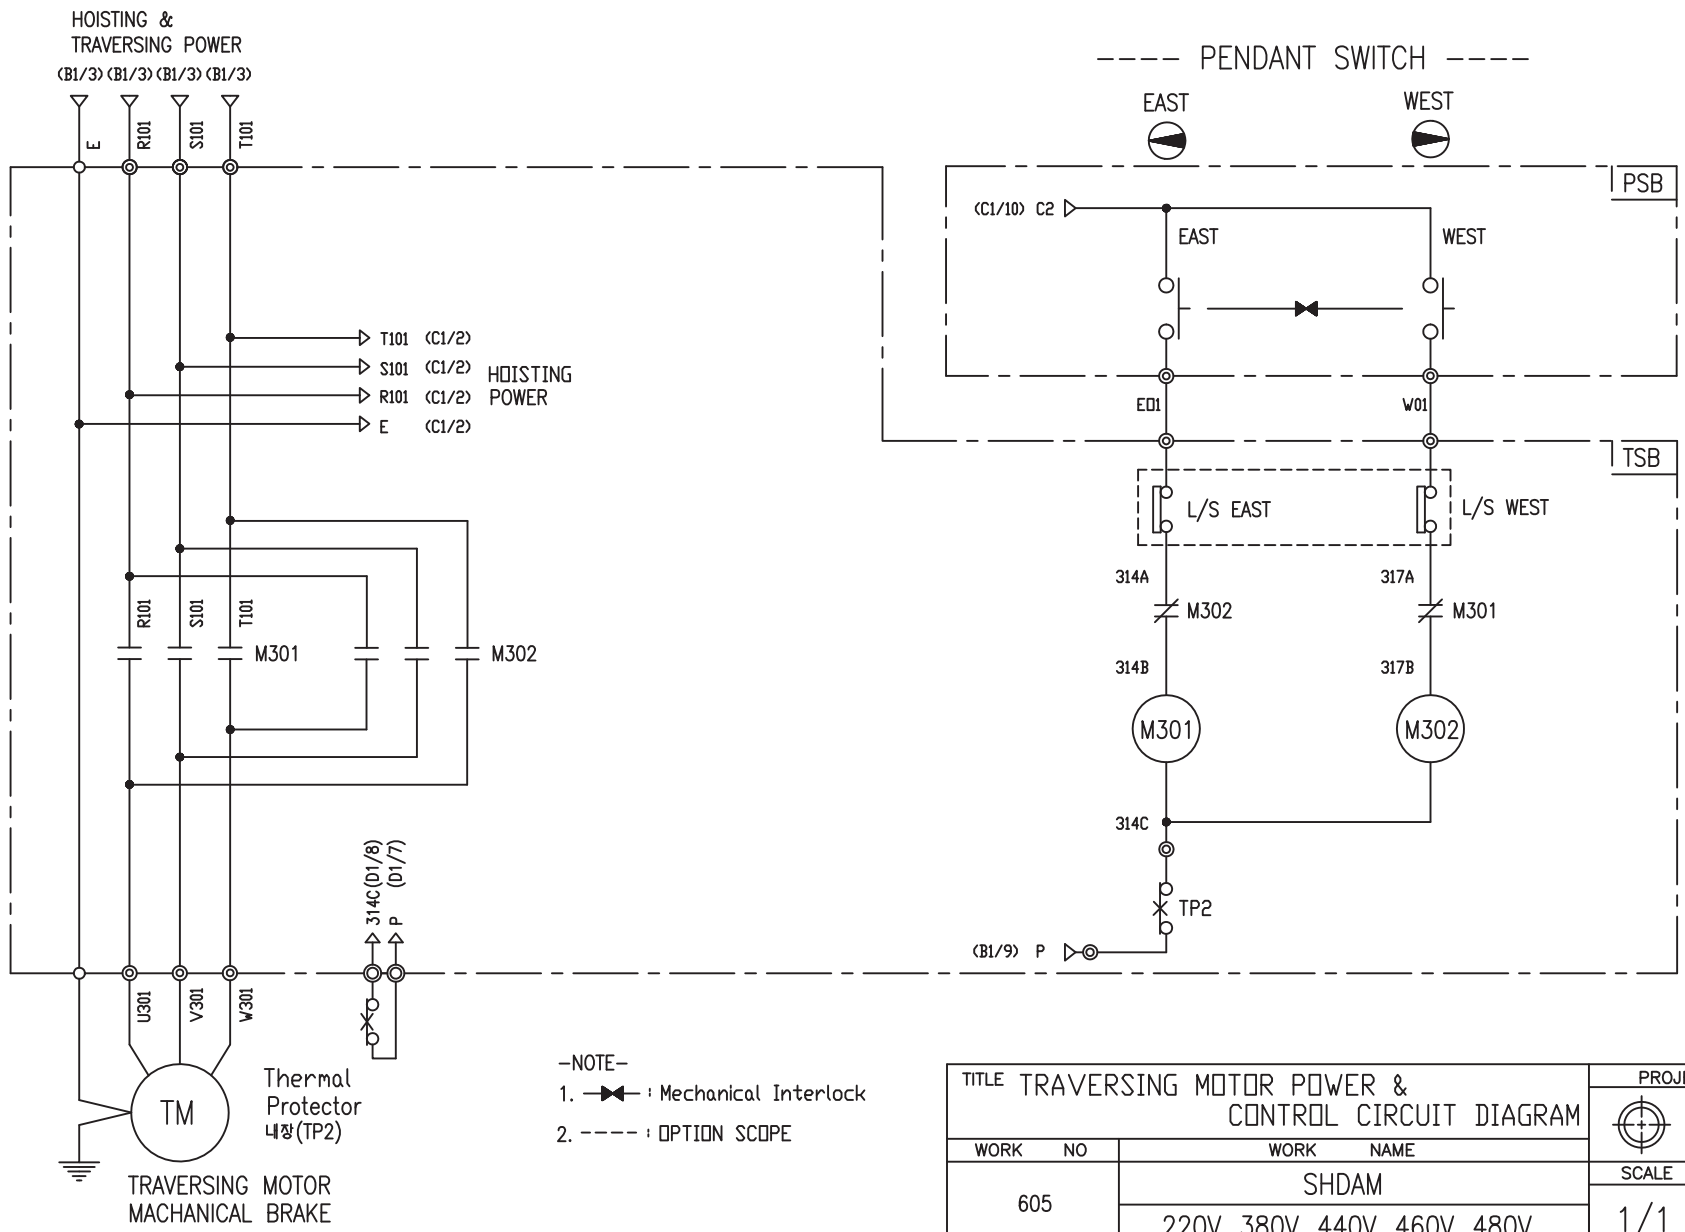 HOISTING &
TRAVERSING POWER
(B1/3) (B1/3) (B1/3) (B1/3)
E R101 S101 T101
T101 (C1/2)
S101 (C1/2)
R101 (C1/2)
E (C1/2)
HOISTING
POWER
R101 S101 T101
M301
M302
314C(D1/8)
P (D1/7)
U301 V301 W301
TM
Thermal
Protector
내장(TP2)
TRAVERSING MOTOR
MACHANICAL BRAKE
---- PENDANT SWITCH ----
EAST WEST
PSB
(C1/10) C2
EAST WEST
E01 W01
TSB
L/S EAST L/S WEST
314A 317A
M302 M301
314B 317B
M301 M302
314C
TP2
(B1/9) P
-NOTE-
1. : Mechanical Interlock
2. ---- : OPTION SCOPE
TITLE TRAVERSING MOTOR POWER &
CONTROL CIRCUIT DIAGRAM
PROJE
WORK NO WORK NAME
SCALE
605
SHDAM
1/1
220V 380V 440V 460V 480V